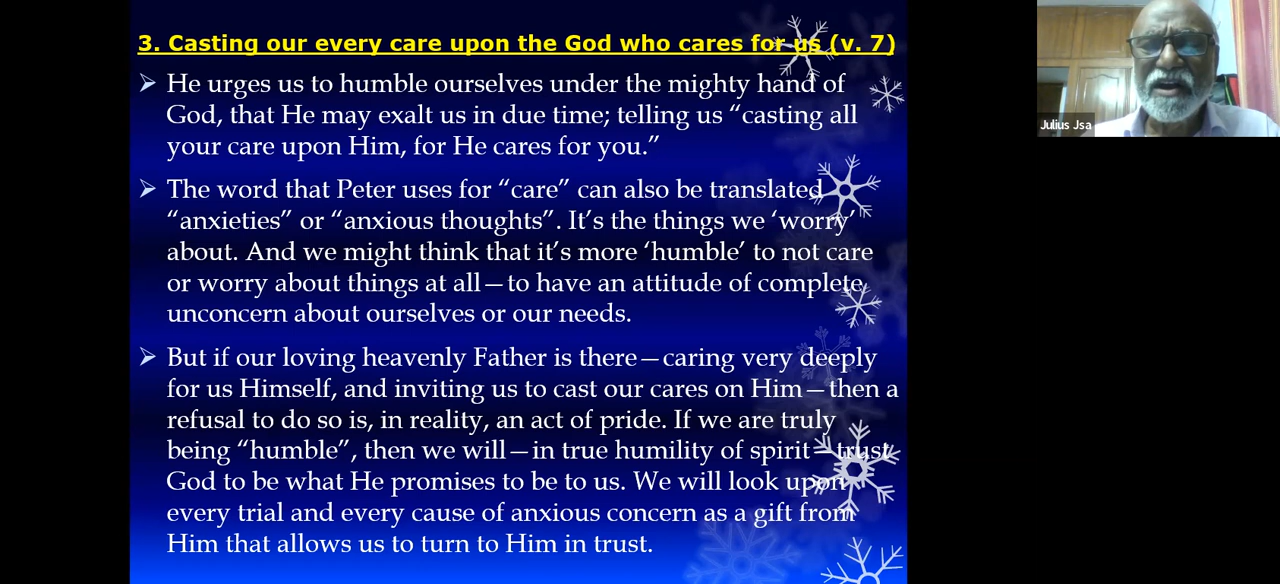 3. Casting our every care upon the God who cares for us (v. 7)
➢ He urges us to humble ourselves under the mighty hand of
God, that He may exalt us in due time; telling us “casting all
your care upon Him, for He cares for you.”
➢ The word that Peter uses for “care” can also be translated
“anxieties” or “anxious thoughts”. It’s the things we ‘worry’
about. And we might think that it’s more ‘humble’ to not care
or worry about things at all—to have an attitude of complete
unconcern about ourselves or our needs.
➢ But if our loving heavenly Father is there—caring very deeply
for us Himself, and inviting us to cast our cares on Him—then a
refusal to do so is, in reality, an act of pride. If we are truly
being “humble”, then we will—in true humility of spirit—trust
God to be what He promises to be to us. We will look upon
every trial and every cause of anxious concern as a gift from
Him that allows us to turn to Him in trust.
Julius Jsa